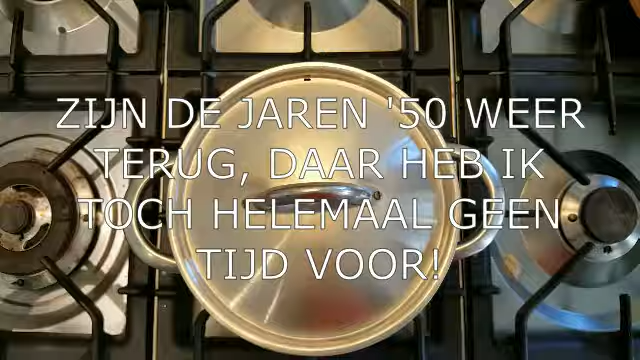 ZIJN DE JAREN '50 WEER
TERUG, DAAR HEB IK
TOCH HELEMAAL GEEN
TIJD VOOR!